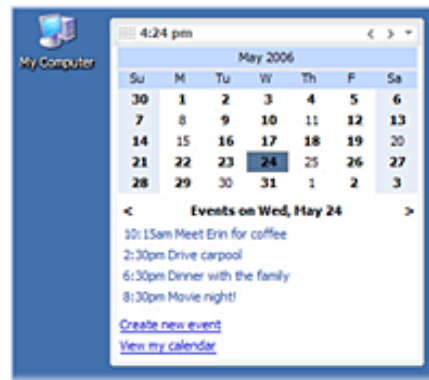 My Computer
4:24 pm
May 2006
Su M Tu W Th F Sa
30 1 2 3 4 5 6
7 8 9 10 11 12 13
14 15 16 17 18 19 20
21 22 23 24 25 26 27
28 29 30 31 1 2 3
< Events on Wed, May 24 >
10:15am Meet Erin for coffee
2:30pm Drive carpool
6:30pm Dinner with the family
8:30pm Movie night!
Create new event
View my calendar